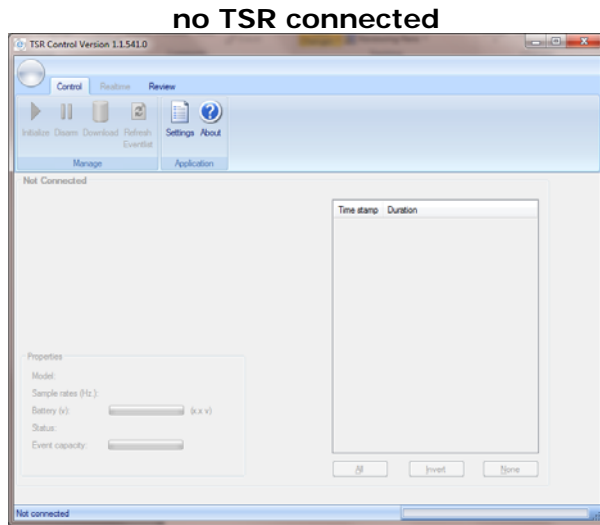 no TSR connected
TSR Control Version 1.1.541.0
Control Realtime Review
Initialize Disarm Download Refresh Eventlist Settings About
Manage Application
Not Connected
Time stamp Duration
Properties
Model:
Sample rates (Hz.):
Battery (v): (x.x v)
Status:
Event capacity:
All Invert None
Not connected